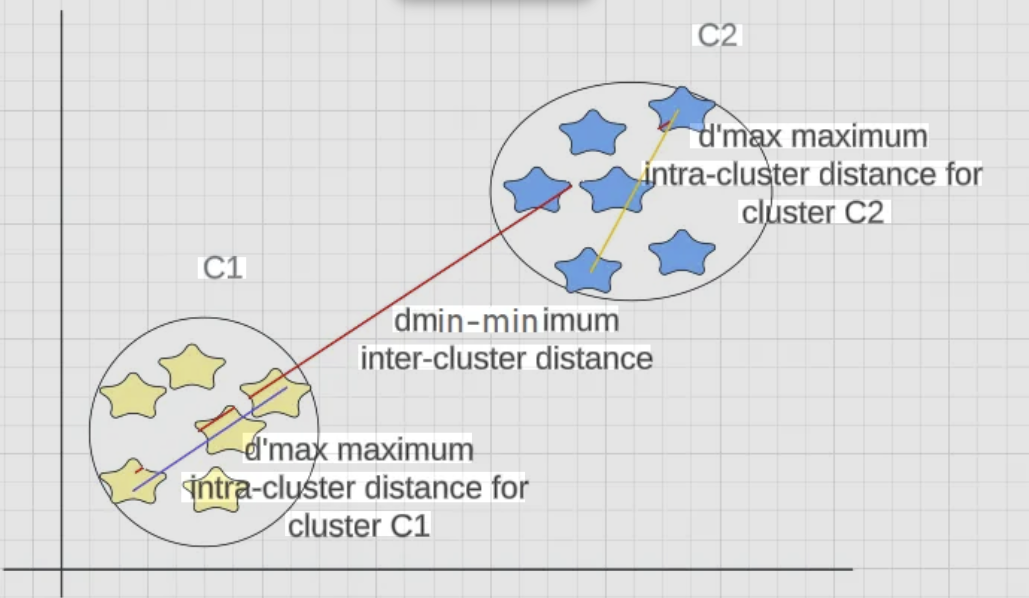 C2
d'max maximum
intra-cluster distance for
cluster C2
C1
dmin-minimum
inter-cluster distance
d'max maximum
intra-cluster distance for
cluster C1